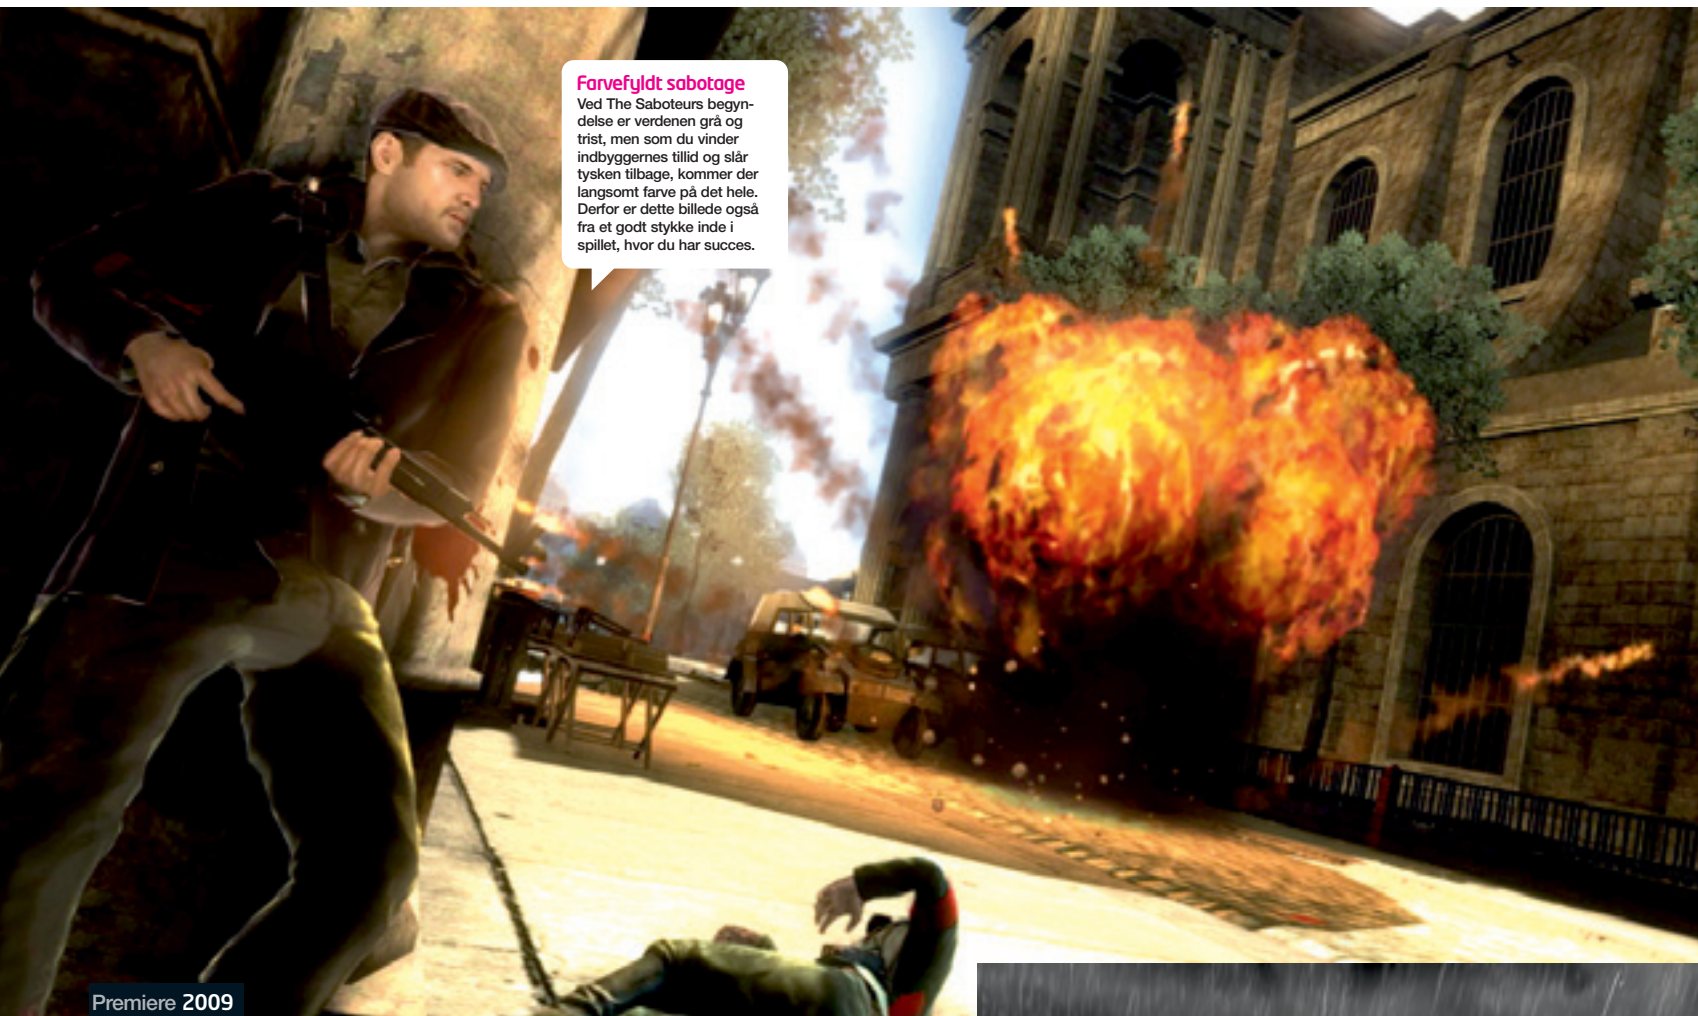 Farvefyldt sabotage
Ved The Saboteurs begyn-
delse er verdenen grå og
trist, men som du vinder
indbyggernes tillid og slår
tysken tilbage, kommer der
langsomt farve på det hele.
Derfor er dette billede også
fra et godt stykke inde i
spillet, hvor du har succes.
Premiere 2009